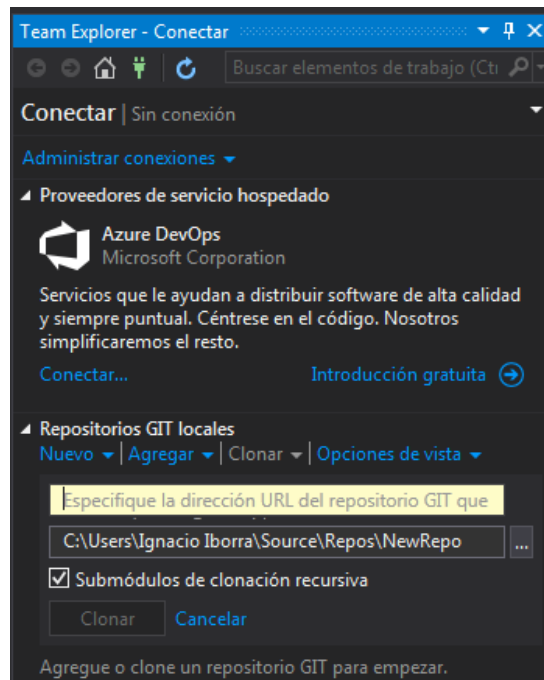 Team Explorer - Conectar
Buscar elementos de trabajo (Ctr
Conectar | Sin conexión
Administrar conexiones
Proveedores de servicio hospedado
Azure DevOps
Microsoft Corporation
Servicios que le ayudan a distribuir software de alta calidad
y siempre puntual. Céntrese en el código. Nosotros
simplificaremos el resto.
Conectar... Introducción gratuita
Repositorios GIT locales
Nuevo | Agregar | Clonar | Opciones de vista
Especifique la dirección URL del repositorio GIT que
C:\Users\Ignacio Iborra\Source\Repos\NewRepo ...
Submódulos de clonación recursiva
Clonar Cancelar
Agregue o clone un repositorio GIT para empezar.